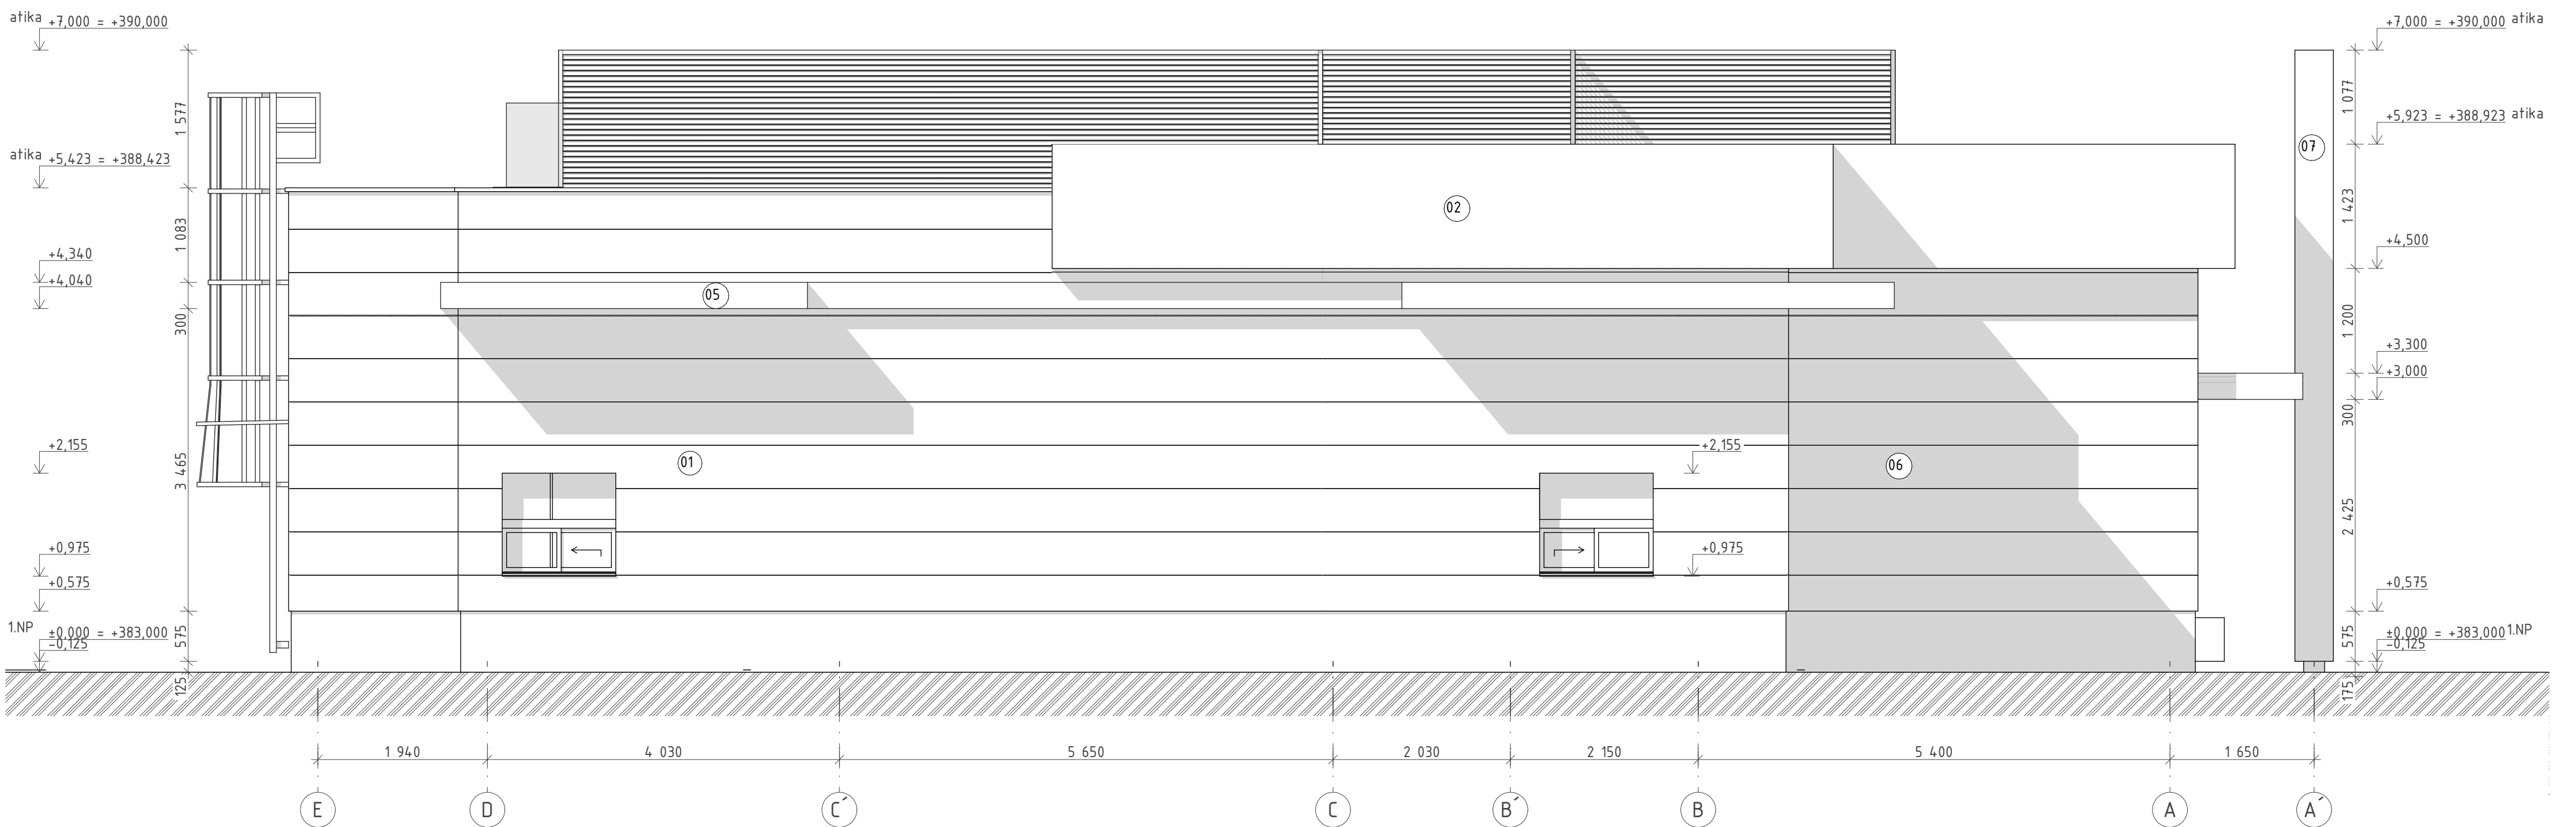 atika +7,000 = +390,000
+7,000 = +390,000 atika
1 577
1 077
+5,923 = +388,923 atika
07
atika +5,423 = +388,423
02
1 083
1 423
+4,340
+4,500
+4,040
05
300
1 200
+3,300
+3,000
300
+2,155
+2,155
01
06
3 465
2 425
+0,975
+0,975
+0,575
+0,575
1.NP ±0,000 = +383,000
-0,125
575
575
±0,000 = +383,000 1.NP
-0,125
125
175
1 940
4 030
5 650
2 030
2 150
5 400
1 650
E
D
C´
C
B´
B
A
A´